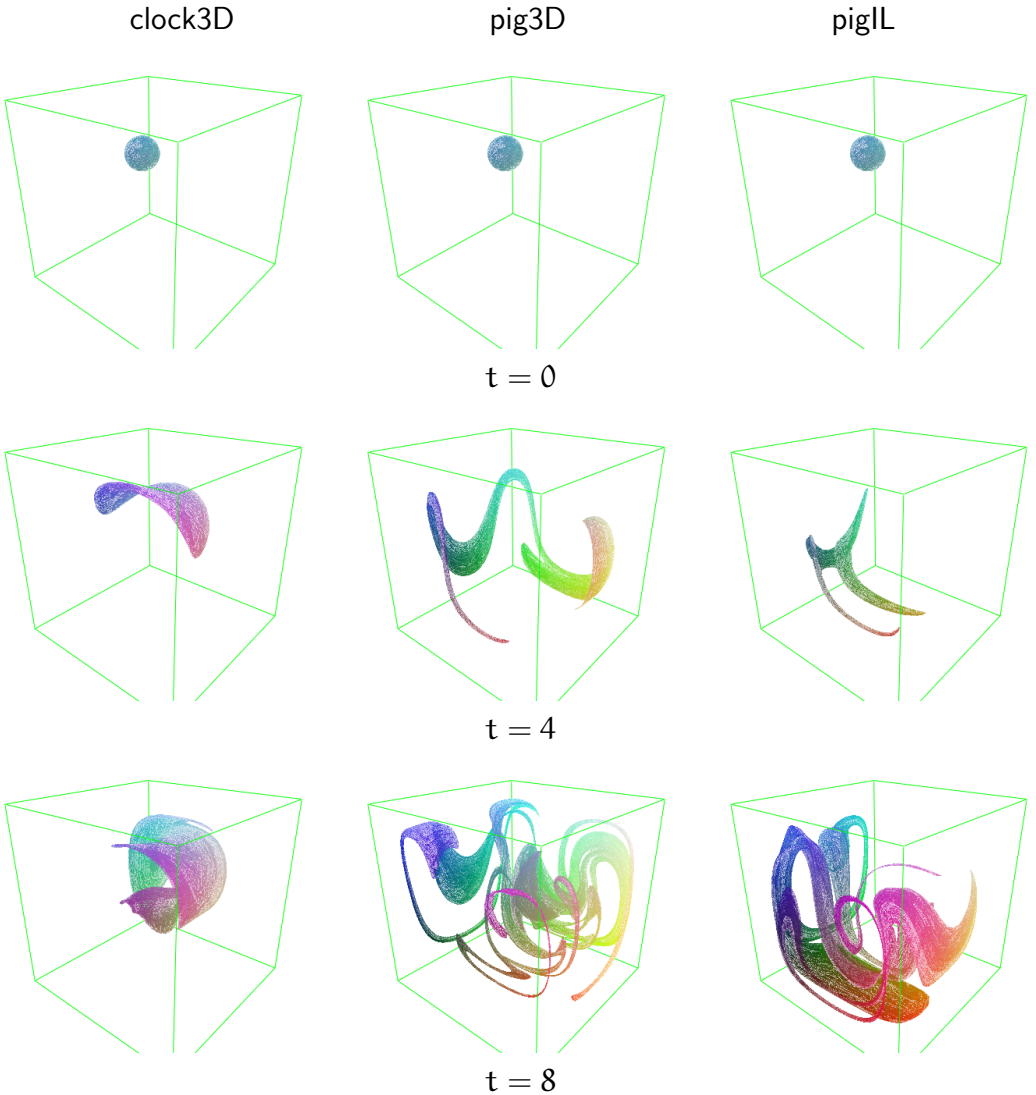 clock3D pig3D pigIL
t = 0
t = 4
t = 8